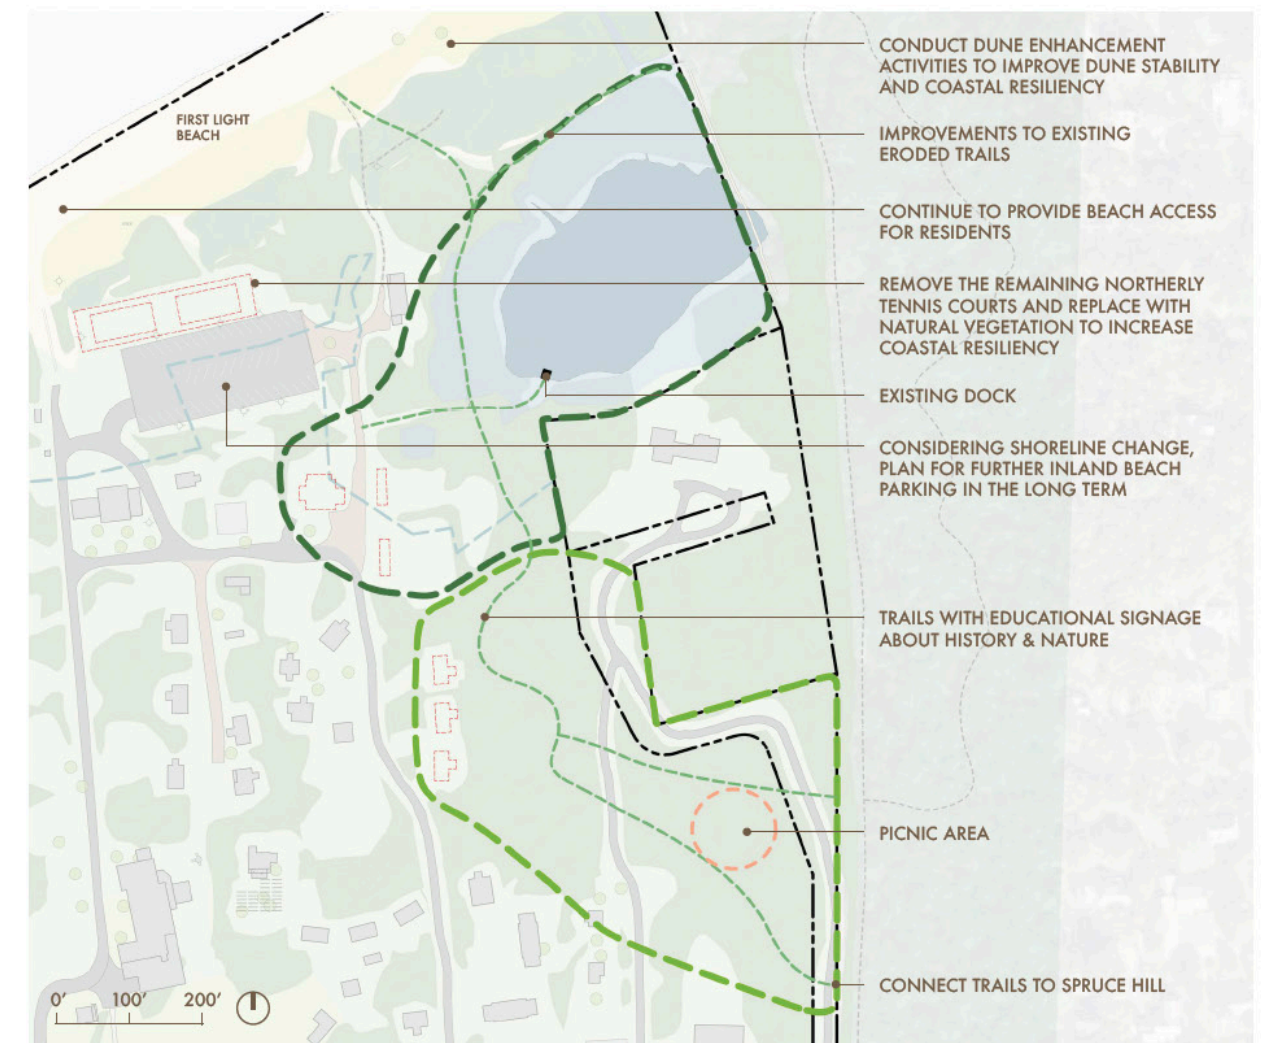 CONDUCT DUNE ENHANCEMENT
ACTIVITIES TO IMPROVE DUNE STABILITY
AND COASTAL RESILIENCY
FIRST LIGHT
BEACH
IMPROVEMENTS TO EXISTING
ERODED TRAILS
CONTINUE TO PROVIDE BEACH ACCESS
FOR RESIDENTS
REMOVE THE REMAINING NORTHERLY
TENNIS COURTS AND REPLACE WITH
NATURAL VEGETATION TO INCREASE
COASTAL RESILIENCY
EXISTING DOCK
CONSIDERING SHORELINE CHANGE,
PLAN FOR FURTHER INLAND BEACH
PARKING IN THE LONG TERM
TRAILS WITH EDUCATIONAL SIGNAGE
ABOUT HISTORY & NATURE
PICNIC AREA
CONNECT TRAILS TO SPRUCE HILL
0' 100' 200'